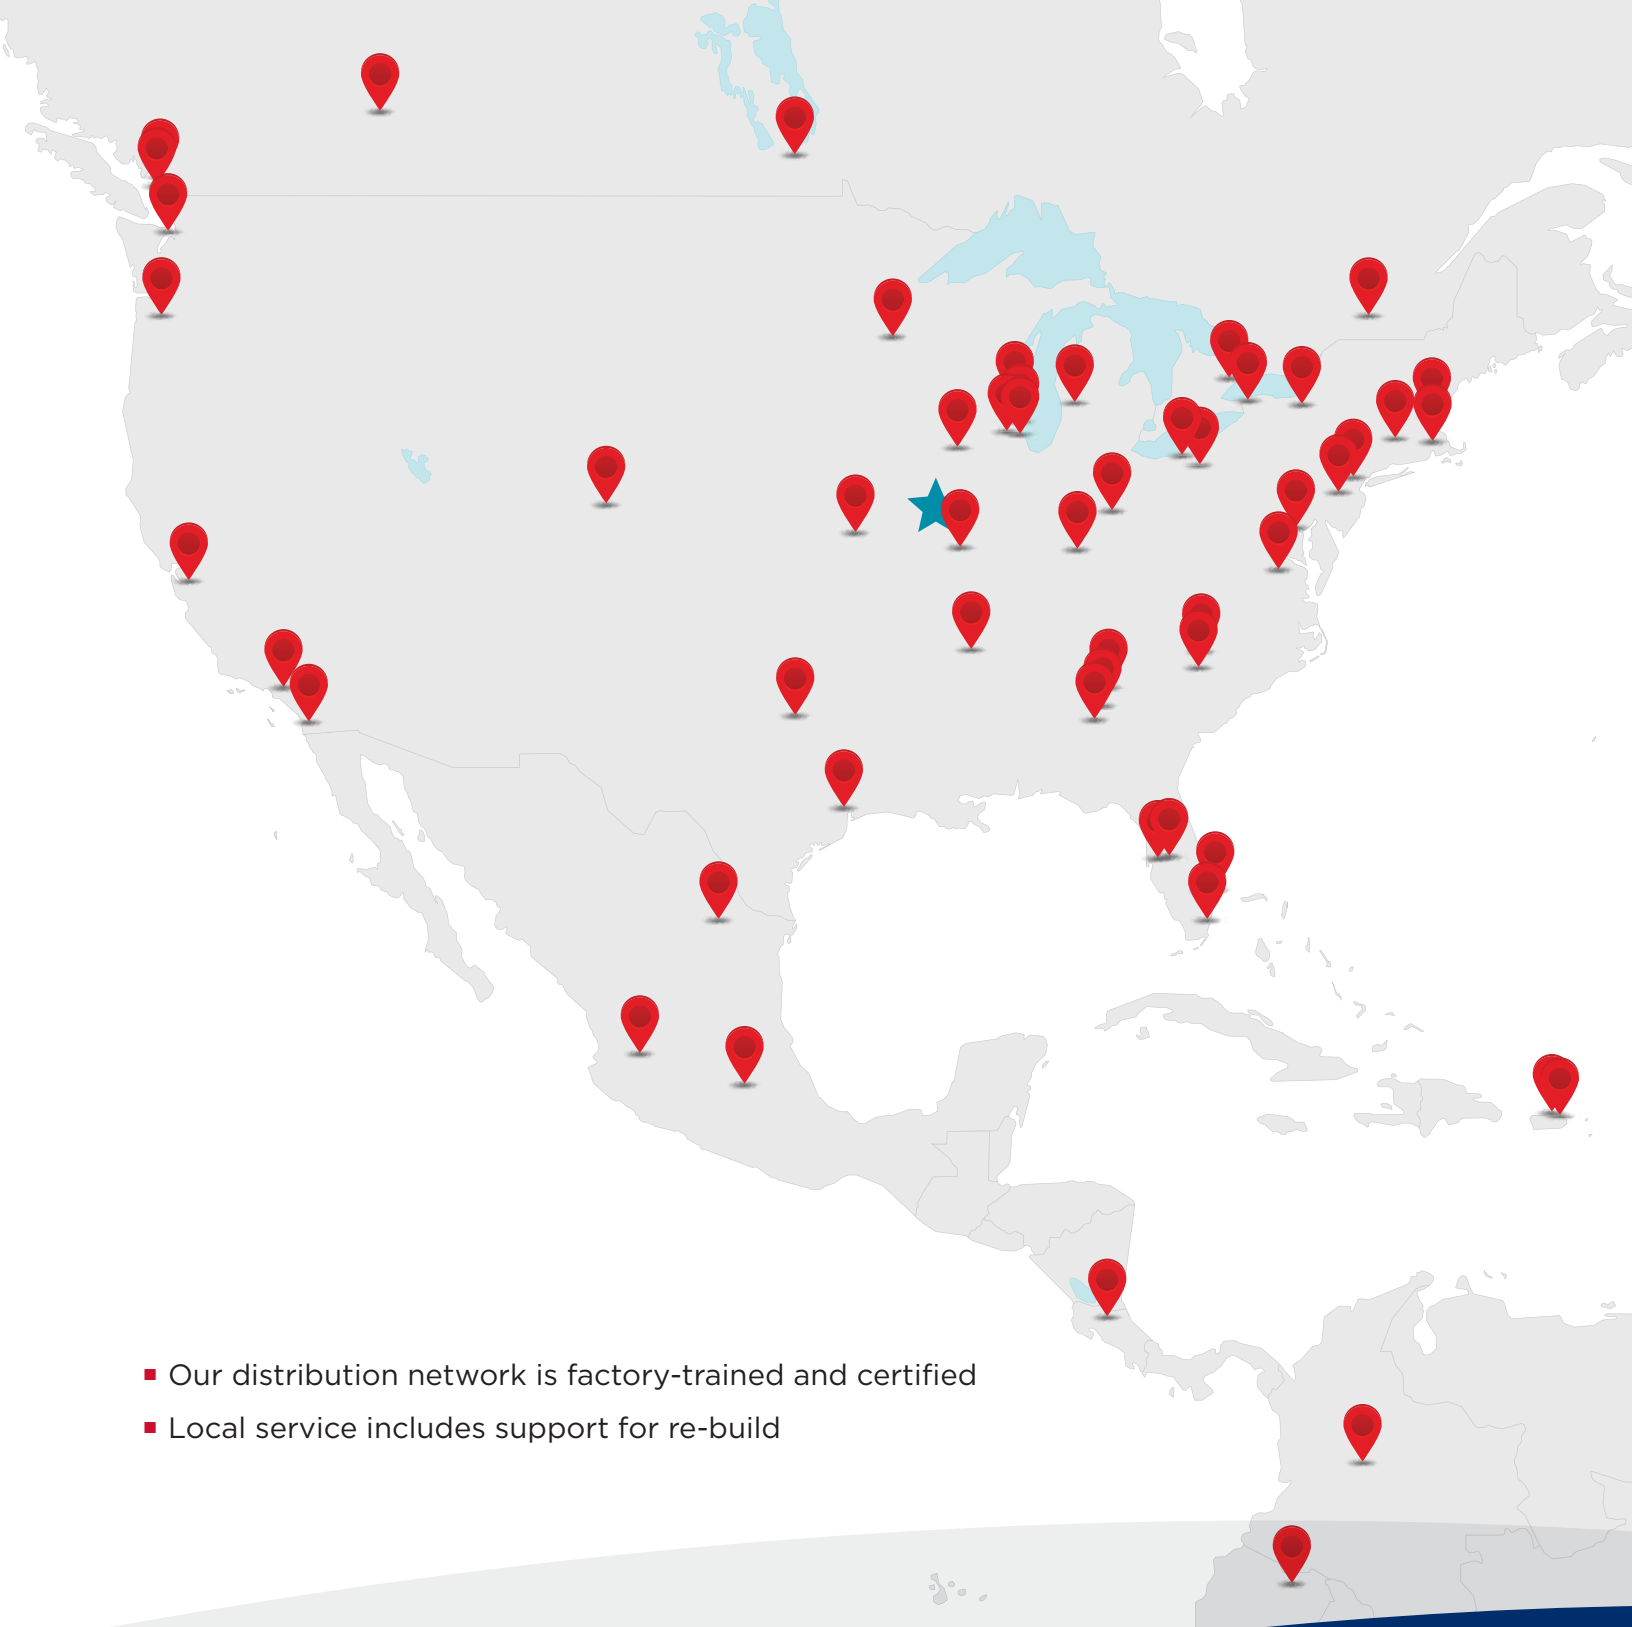 Our distribution network is factory-trained and certified
Local service includes support for re-build